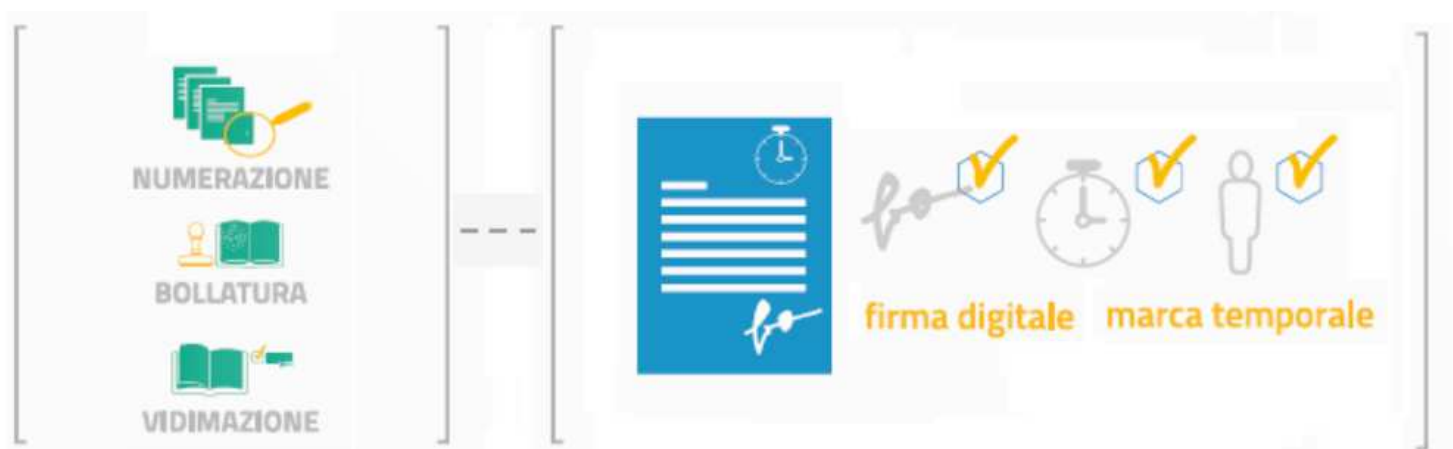 NUMERAZIONE
BOLLATURA
VIDIMAZIONE
firma digitale marca temporale